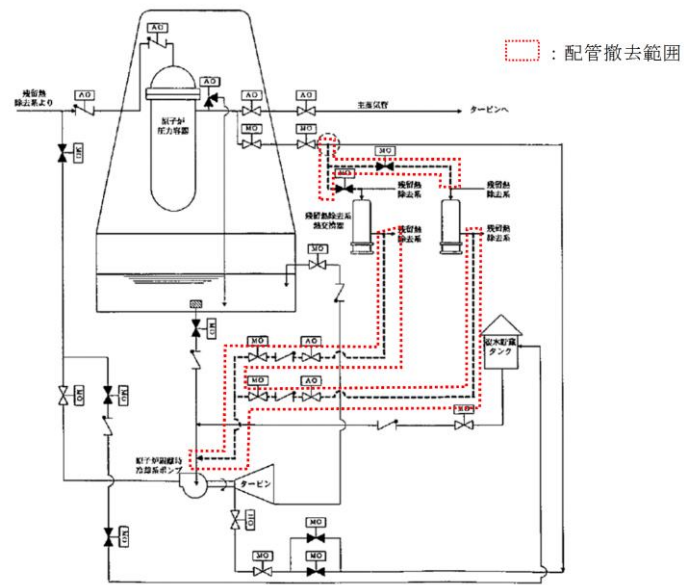 AO
AO
：配管撤去範囲
残留熱
除去系より
AO
AO
AO
AO
主蒸気管
タービンへ
原子炉
圧力容器
MO
MO
MO
MO
MO
残留熱
除去系
残留熱
除去系
残留熱除去系
熱交換器
残留熱
除去系
残留熱
除去系
MO
MO
MO
AO
復水貯蔵
タンク
MO
AO
MO
MO
MO
原子炉隔離時
冷却系ポンプ
タービン
MO
MO
MO
MO
MO